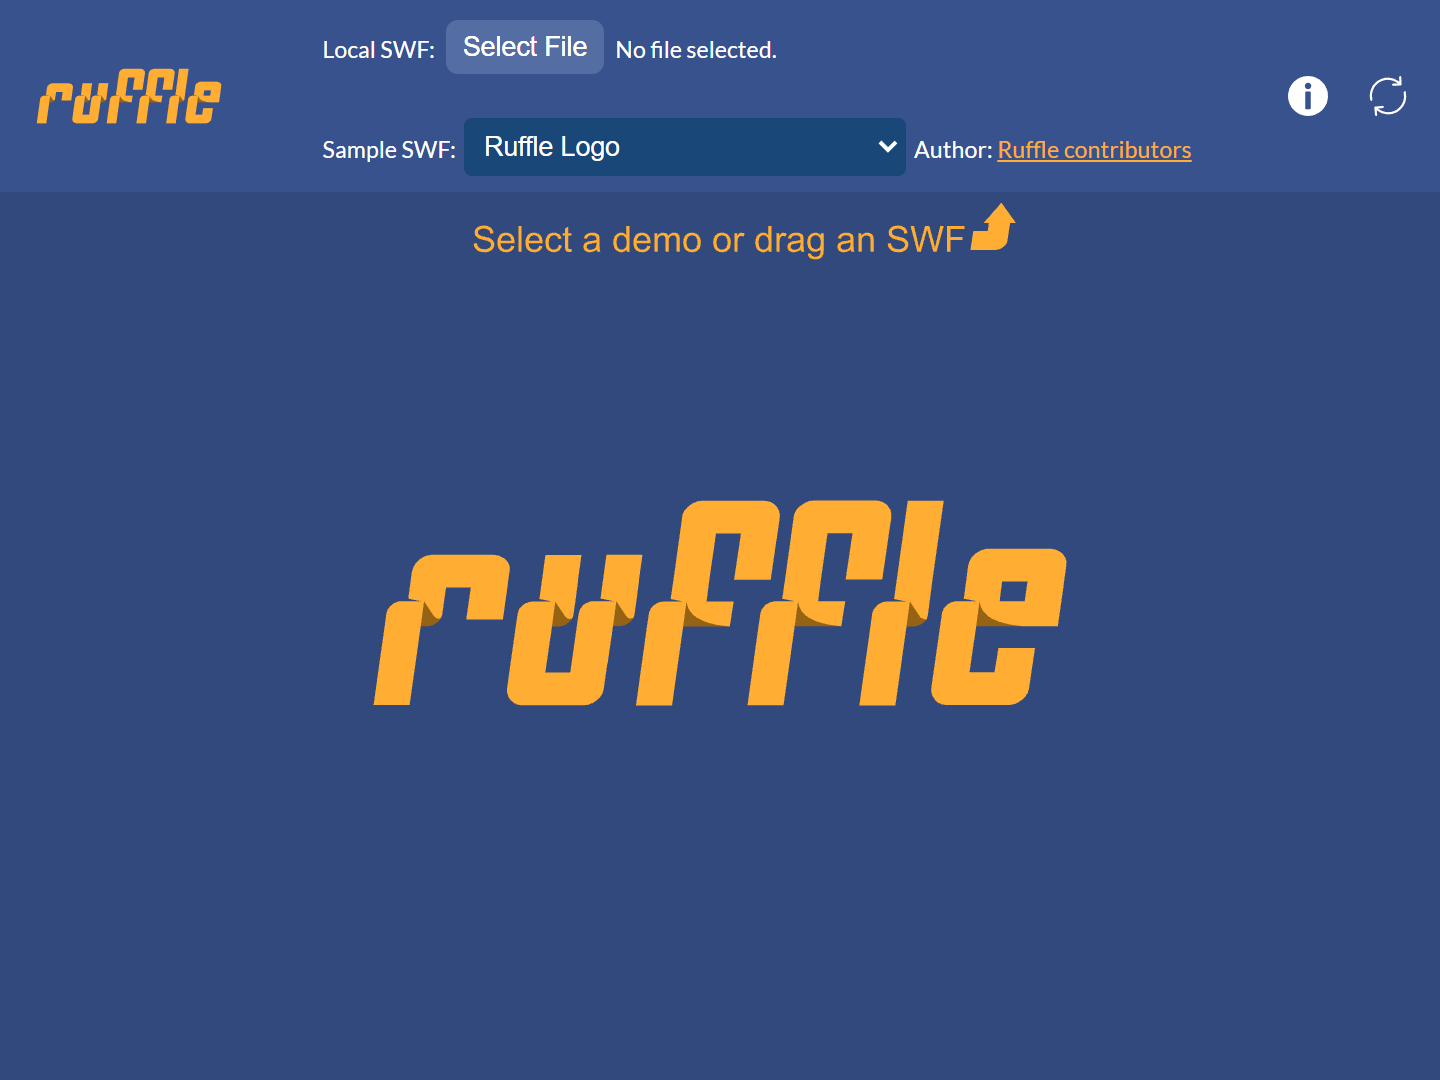 Local SWF: Select File No file selected.
ruffle
Sample SWF: Ruffle Logo Author: Ruffle contributors
Select a demo or drag an SWF
ruffle